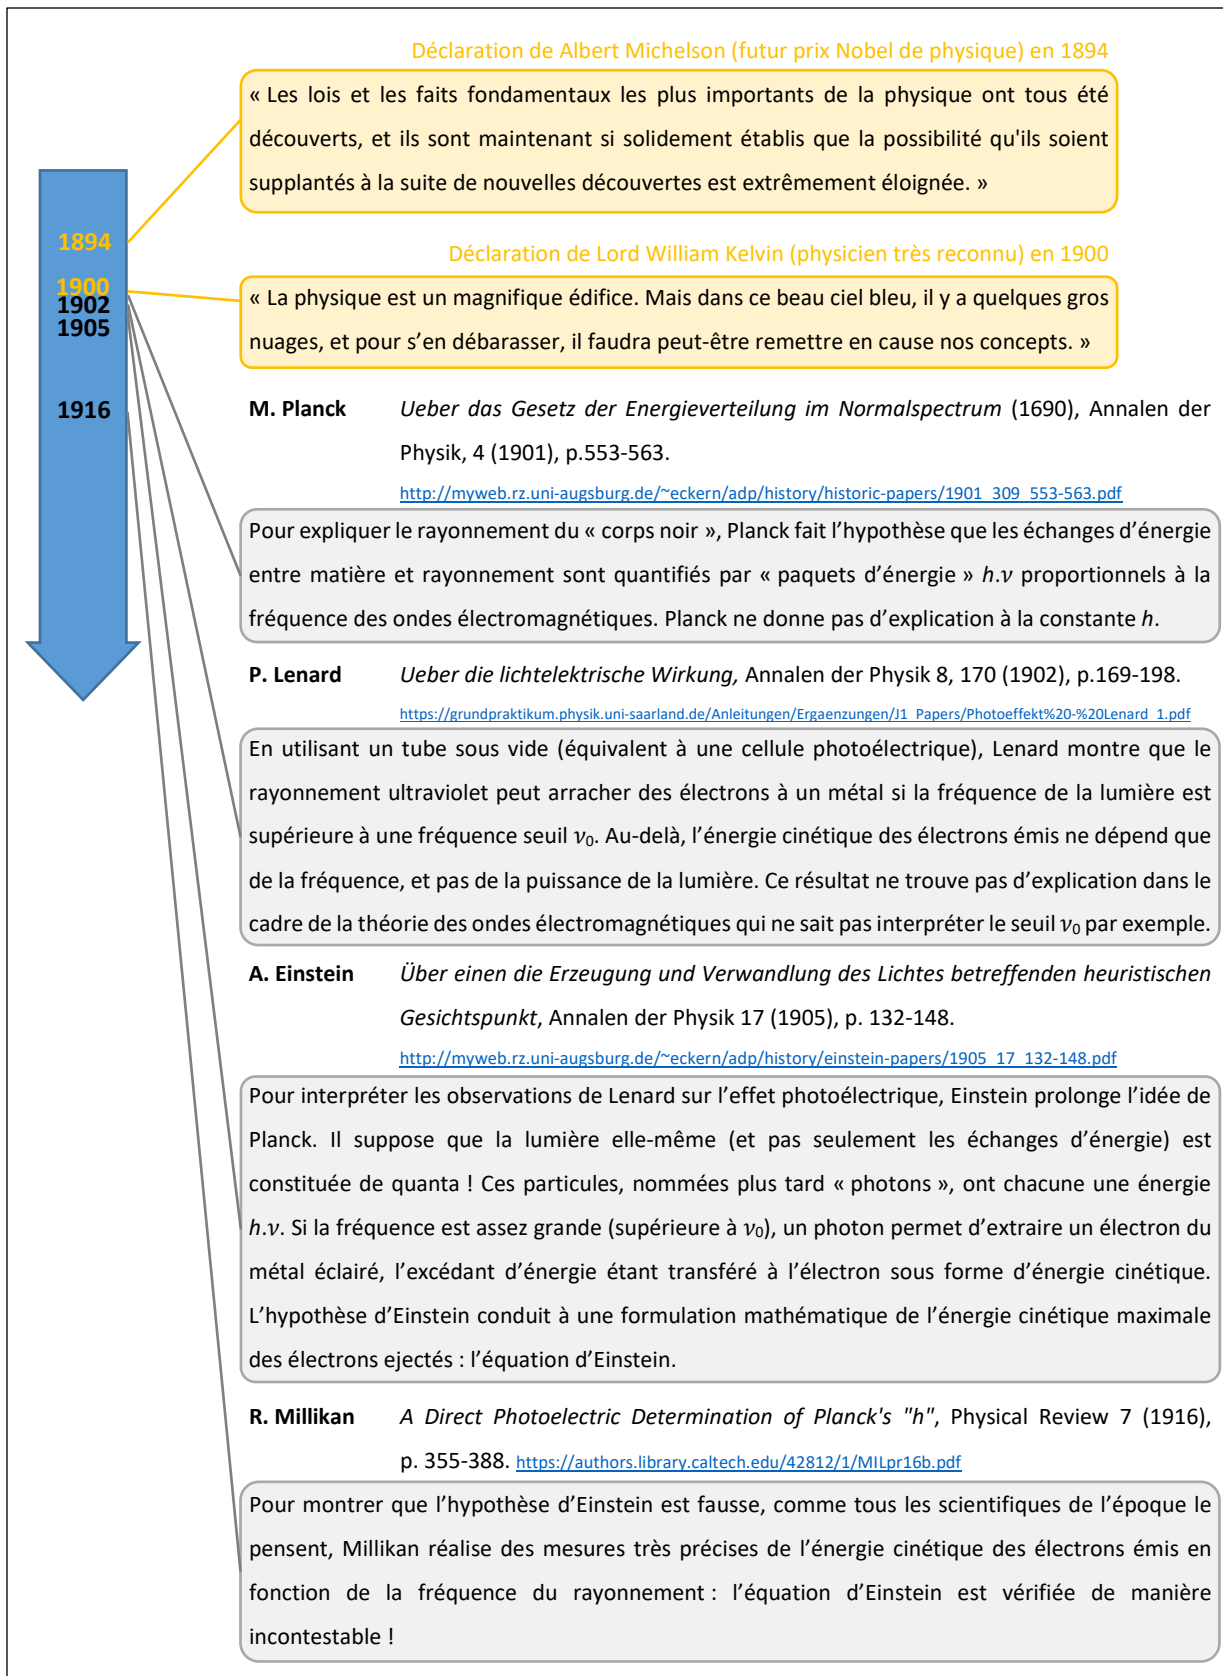 Déclaration de Albert Michelson (futur prix Nobel de physique) en 1894
« Les lois et les faits fondamentaux les plus importants de la physique ont tous été
découverts, et ils sont maintenant si solidement établis que la possibilité qu'ils soient
supplantés à la suite de nouvelles découvertes est extrêmement éloignée. »
1894
Déclaration de Lord William Kelvin (physicien très reconnu) en 1900
1900
« La physique est un magnifique édifice. Mais dans ce beau ciel bleu, il y a quelques gros
1902
1905
nuages, et pour s’en débarasser, il faudra peut-être remettre en cause nos concepts. »
1916
M. Planck Ueber das Gesetz der Energieverteilung im Normalspectrum (1690), Annalen der
Physik, 4 (1901), p.553-563.
http://myweb.rz.uni-augsburg.de/~eckern/adp/history/historic-papers/1901_309_553-563.pdf
Pour expliquer le rayonnement du « corps noir », Planck fait l’hypothèse que les échanges d’énergie
entre matière et rayonnement sont quantifiés par « paquets d’énergie » h.ν proportionnels à la
fréquence des ondes électromagnétiques. Planck ne donne pas d’explication à la constante h.
P. Lenard Ueber die lichtelektrische Wirkung, Annalen der Physik 8, 170 (1902), p.169-198.
https://grundpraktikum.physik.uni-saarland.de/Anleitungen/Ergaenzungen/J1_Papers/Photoeffekt%20-%20Lenard_1.pdf
En utilisant un tube sous vide (équivalent à une cellule photoélectrique), Lenard montre que le
rayonnement ultraviolet peut arracher des électrons à un métal si la fréquence de la lumière est
supérieure à une fréquence seuil ν₀. Au-delà, l’énergie cinétique des électrons émis ne dépend que
de la fréquence, et pas de la puissance de la lumière. Ce résultat ne trouve pas d’explication dans le
cadre de la théorie des ondes électromagnétiques qui ne sait pas interpréter le seuil ν₀ par exemple.
A. Einstein Über einen die Erzeugung und Verwandlung des Lichtes betreffenden heuristischen
Gesichtspunkt, Annalen der Physik 17 (1905), p. 132-148.
http://myweb.rz.uni-augsburg.de/~eckern/adp/history/einstein-papers/1905_17_132-148.pdf
Pour interpréter les observations de Lenard sur l’effet photoélectrique, Einstein prolonge l’idée de
Planck. Il suppose que la lumière elle-même (et pas seulement les échanges d’énergie) est
constituée de quanta ! Ces particules, nommées plus tard « photons », ont chacune une énergie
h.ν. Si la fréquence est assez grande (supérieure à ν₀), un photon permet d’extraire un électron du
métal éclairé, l’excédant d’énergie étant transféré à l’électron sous forme d’énergie cinétique.
L’hypothèse d’Einstein conduit à une formulation mathématique de l’énergie cinétique maximale
des électrons ejectés : l’équation d’Einstein.
R. Millikan A Direct Photoelectric Determination of Planck's "h", Physical Review 7 (1916),
p. 355-388. https://authors.library.caltech.edu/42812/1/MILpr16b.pdf
Pour montrer que l’hypothèse d’Einstein est fausse, comme tous les scientifiques de l’époque le
pensent, Millikan réalise des mesures très précises de l’énergie cinétique des électrons émis en
fonction de la fréquence du rayonnement : l’équation d’Einstein est vérifiée de manière
incontestable !